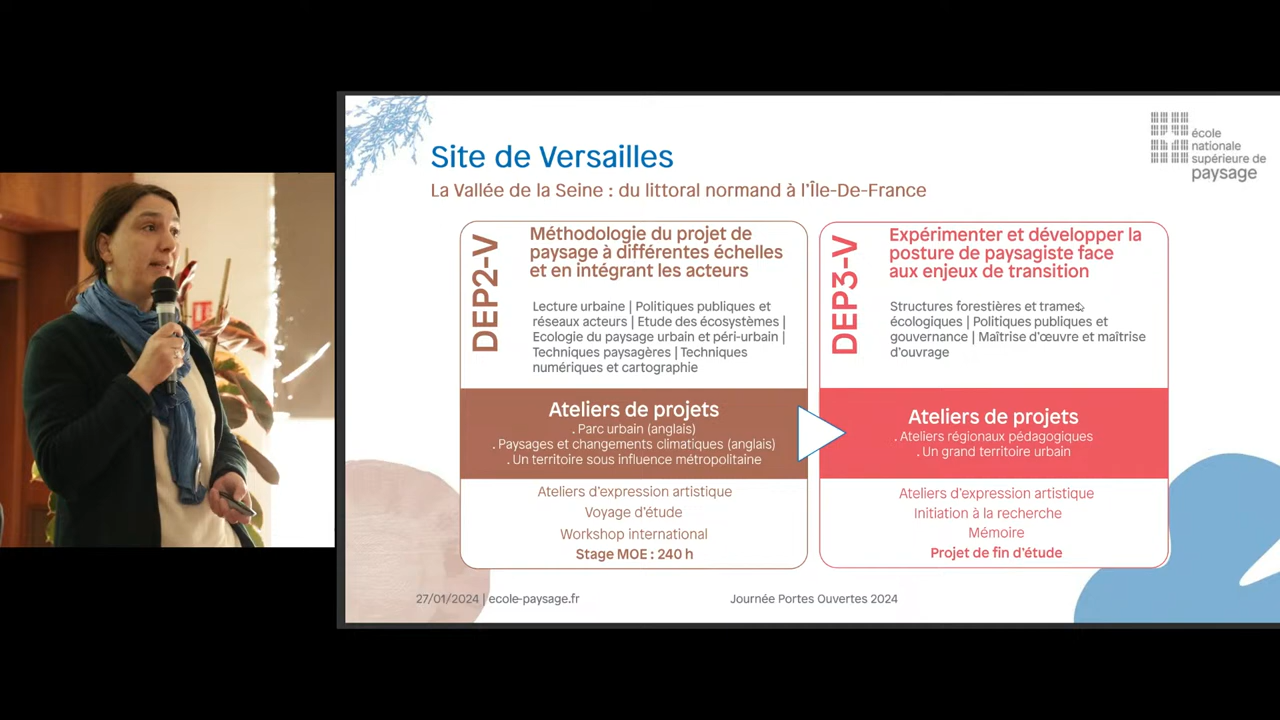 Site de Versailles
La Vallée de la Seine : du littoral normand à l'Île-De-France
école
nationale
supérieure de
paysage
DEP2-V
Méthodologie du projet de
paysage à différentes échelles
et en intégrant les acteurs
Lecture urbaine | Politiques publiques et
réseaux acteurs | Etude des écosystèmes |
Ecologie du paysage urbain et péri-urbain |
Techniques paysagères | Techniques
numériques et cartographie
Ateliers de projets
. Parc urbain (anglais)
. Paysages et changements climatiques (anglais)
. Un territoire sous influence métropolitaine
Ateliers d'expression artistique
Voyage d'étude
Workshop international
Stage MOE : 240 h
DEP3-V
Expérimenter et développer la
posture de paysagiste face
aux enjeux de transition
Structures forestières et trames
écologiques | Politiques publiques et
gouvernance | Maîtrise d'œuvre et maîtrise
d'ouvrage
Ateliers de projets
. Ateliers régionaux pédagogiques
. Un grand territoire urbain
Ateliers d'expression artistique
Initiation à la recherche
Mémoire
Projet de fin d'étude
27/01/2024 | ecole-paysage.fr
Journée Portes Ouvertes 2024